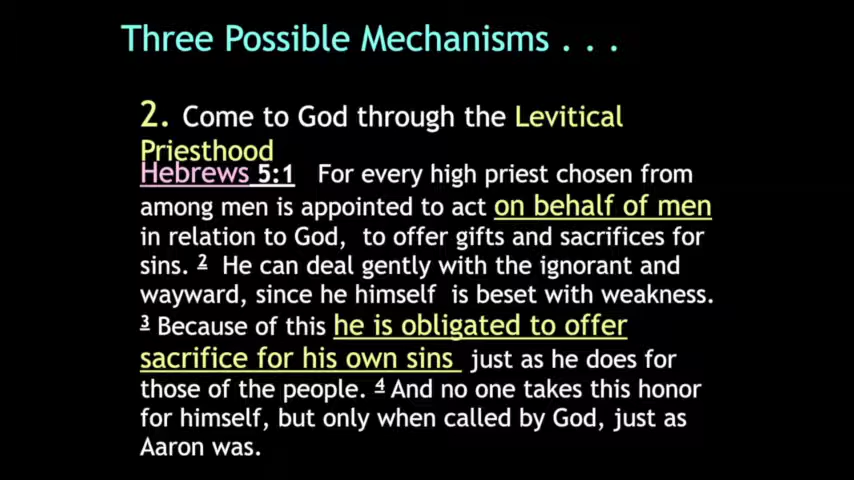 Three Possible Mechanisms . . .
2. Come to God through the Levitical
Priesthood
Hebrews 5:1 For every high priest chosen from
among men is appointed to act on behalf of men
in relation to God, to offer gifts and sacrifices for
sins. 2 He can deal gently with the ignorant and
wayward, since he himself is beset with weakness.
3 Because of this he is obligated to offer
sacrifice for his own sins just as he does for
those of the people. 4 And no one takes this honor
for himself, but only when called by God, just as
Aaron was.